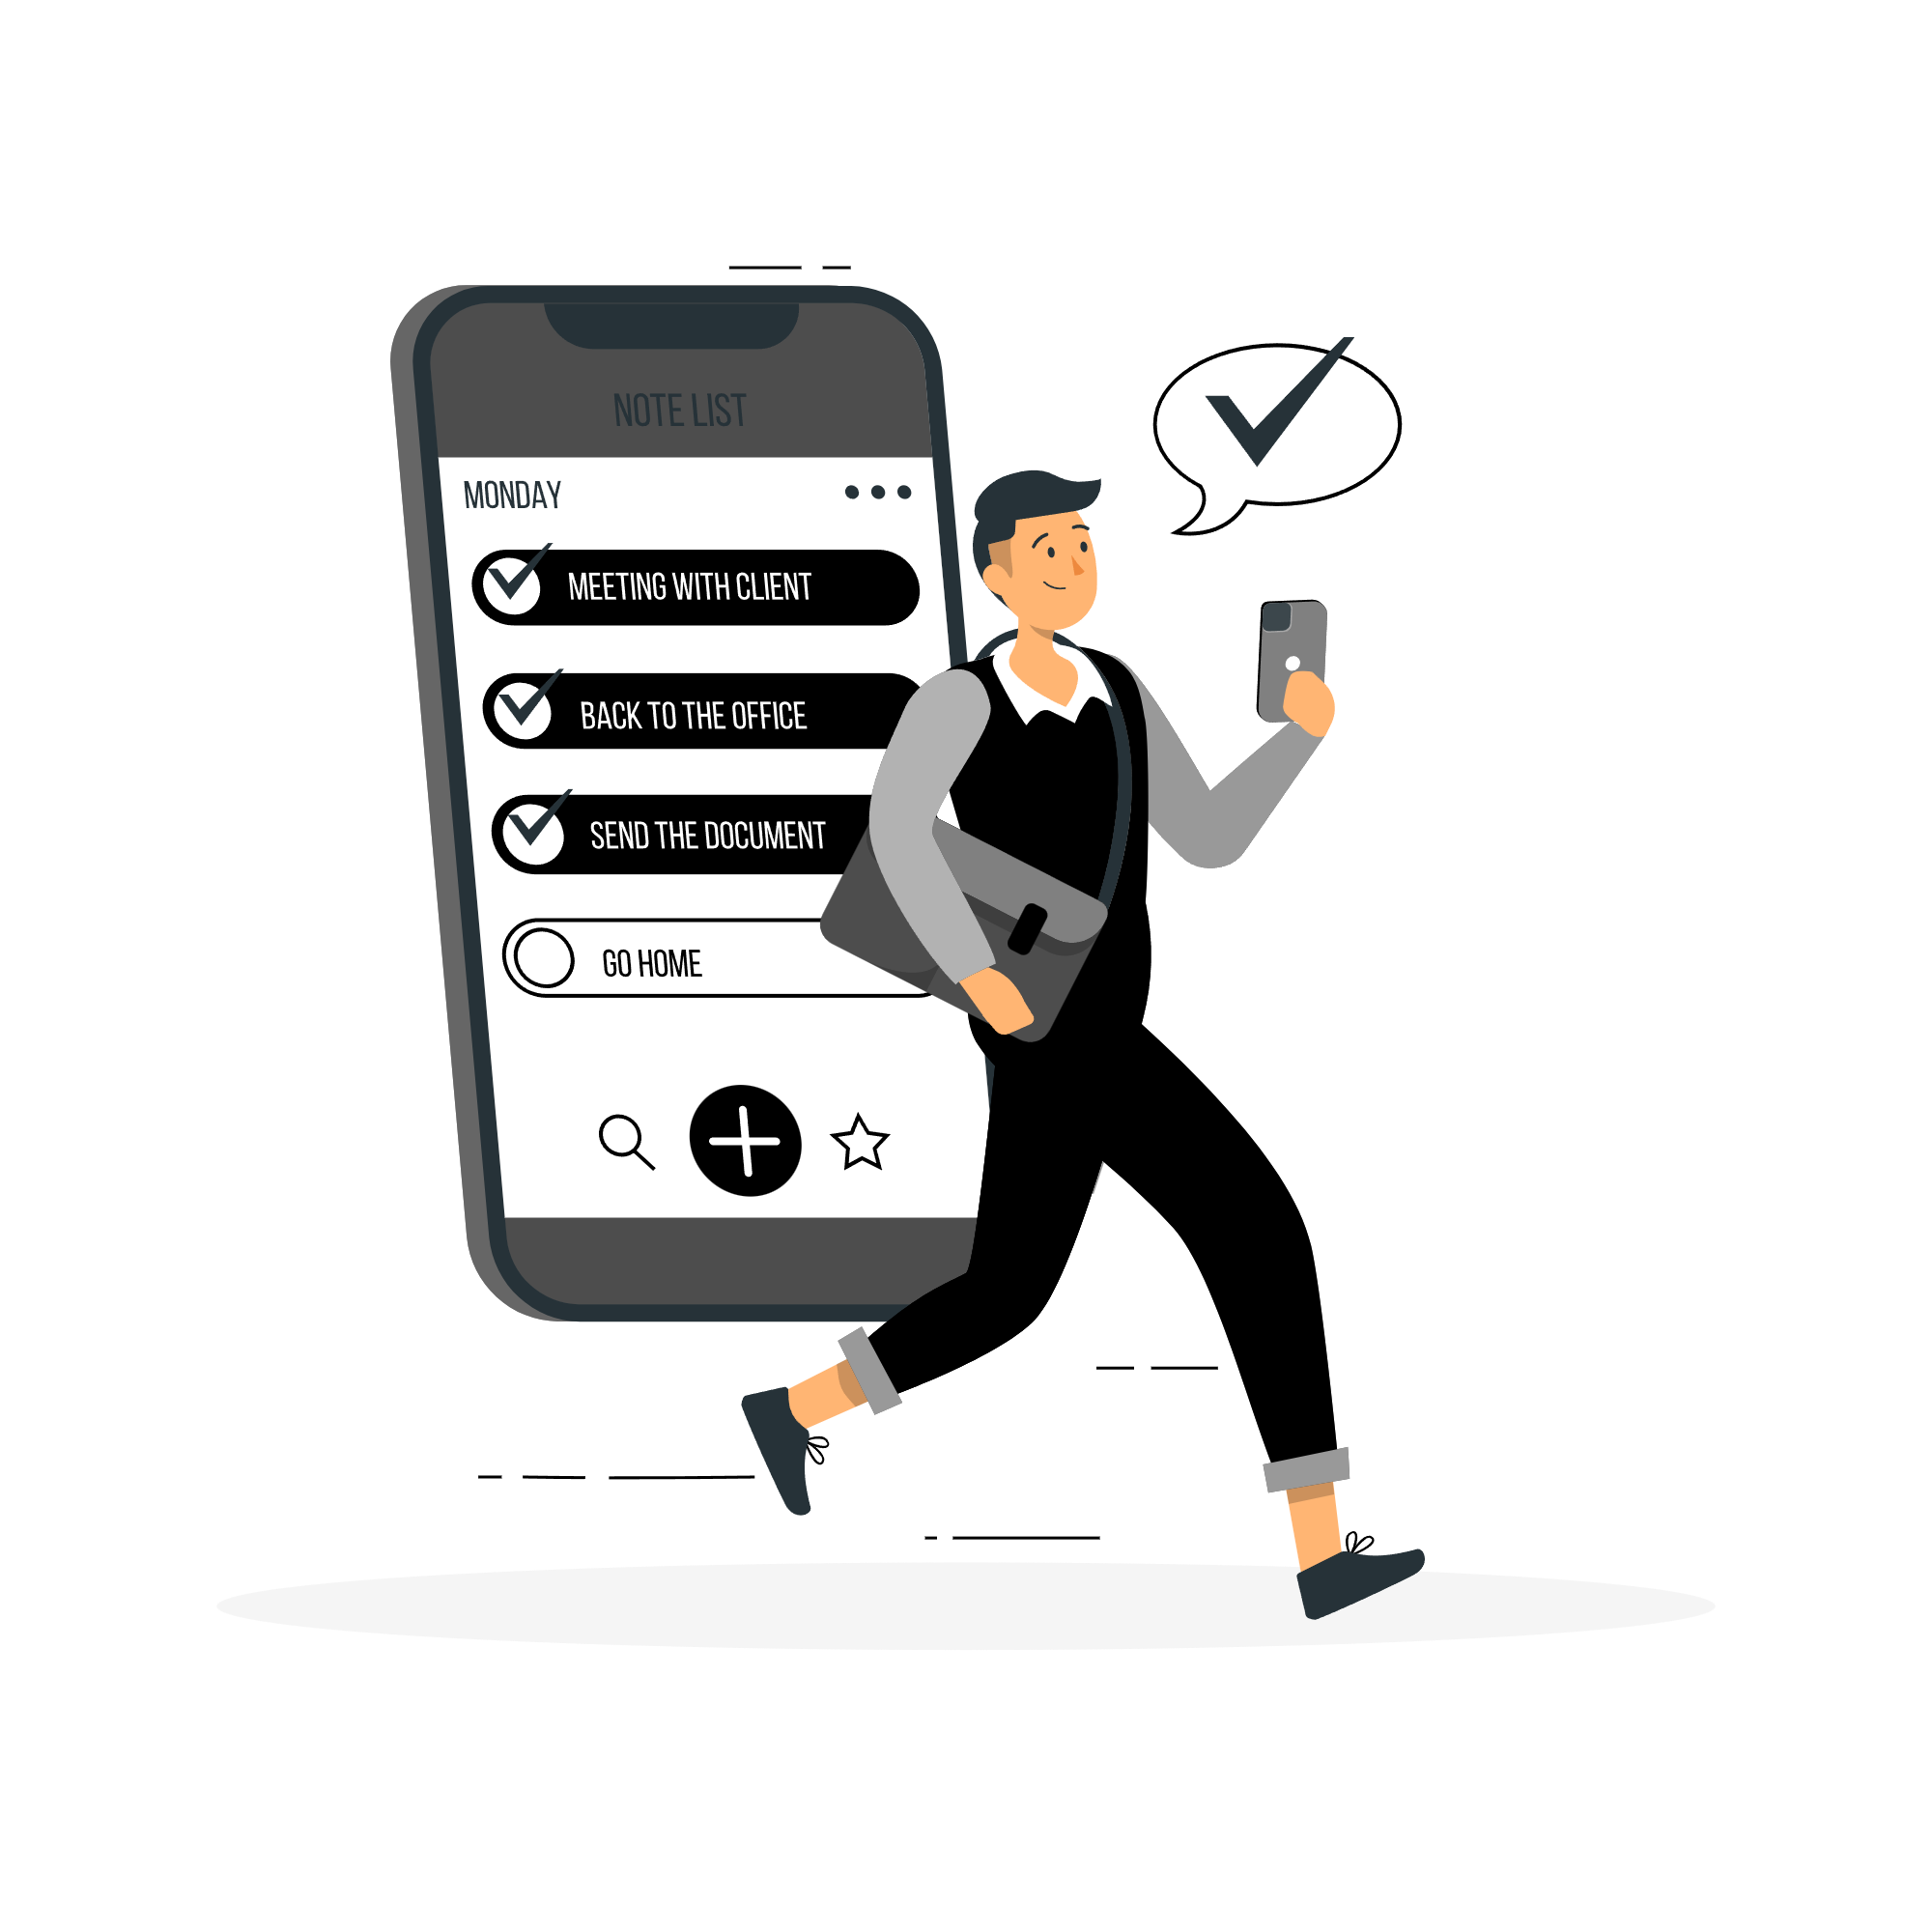 NOTE LIST
MONDAY
MEETING WITH CLIENT
BACK TO THE OFFICE
SEND THE DOCUMENT
GO HOME